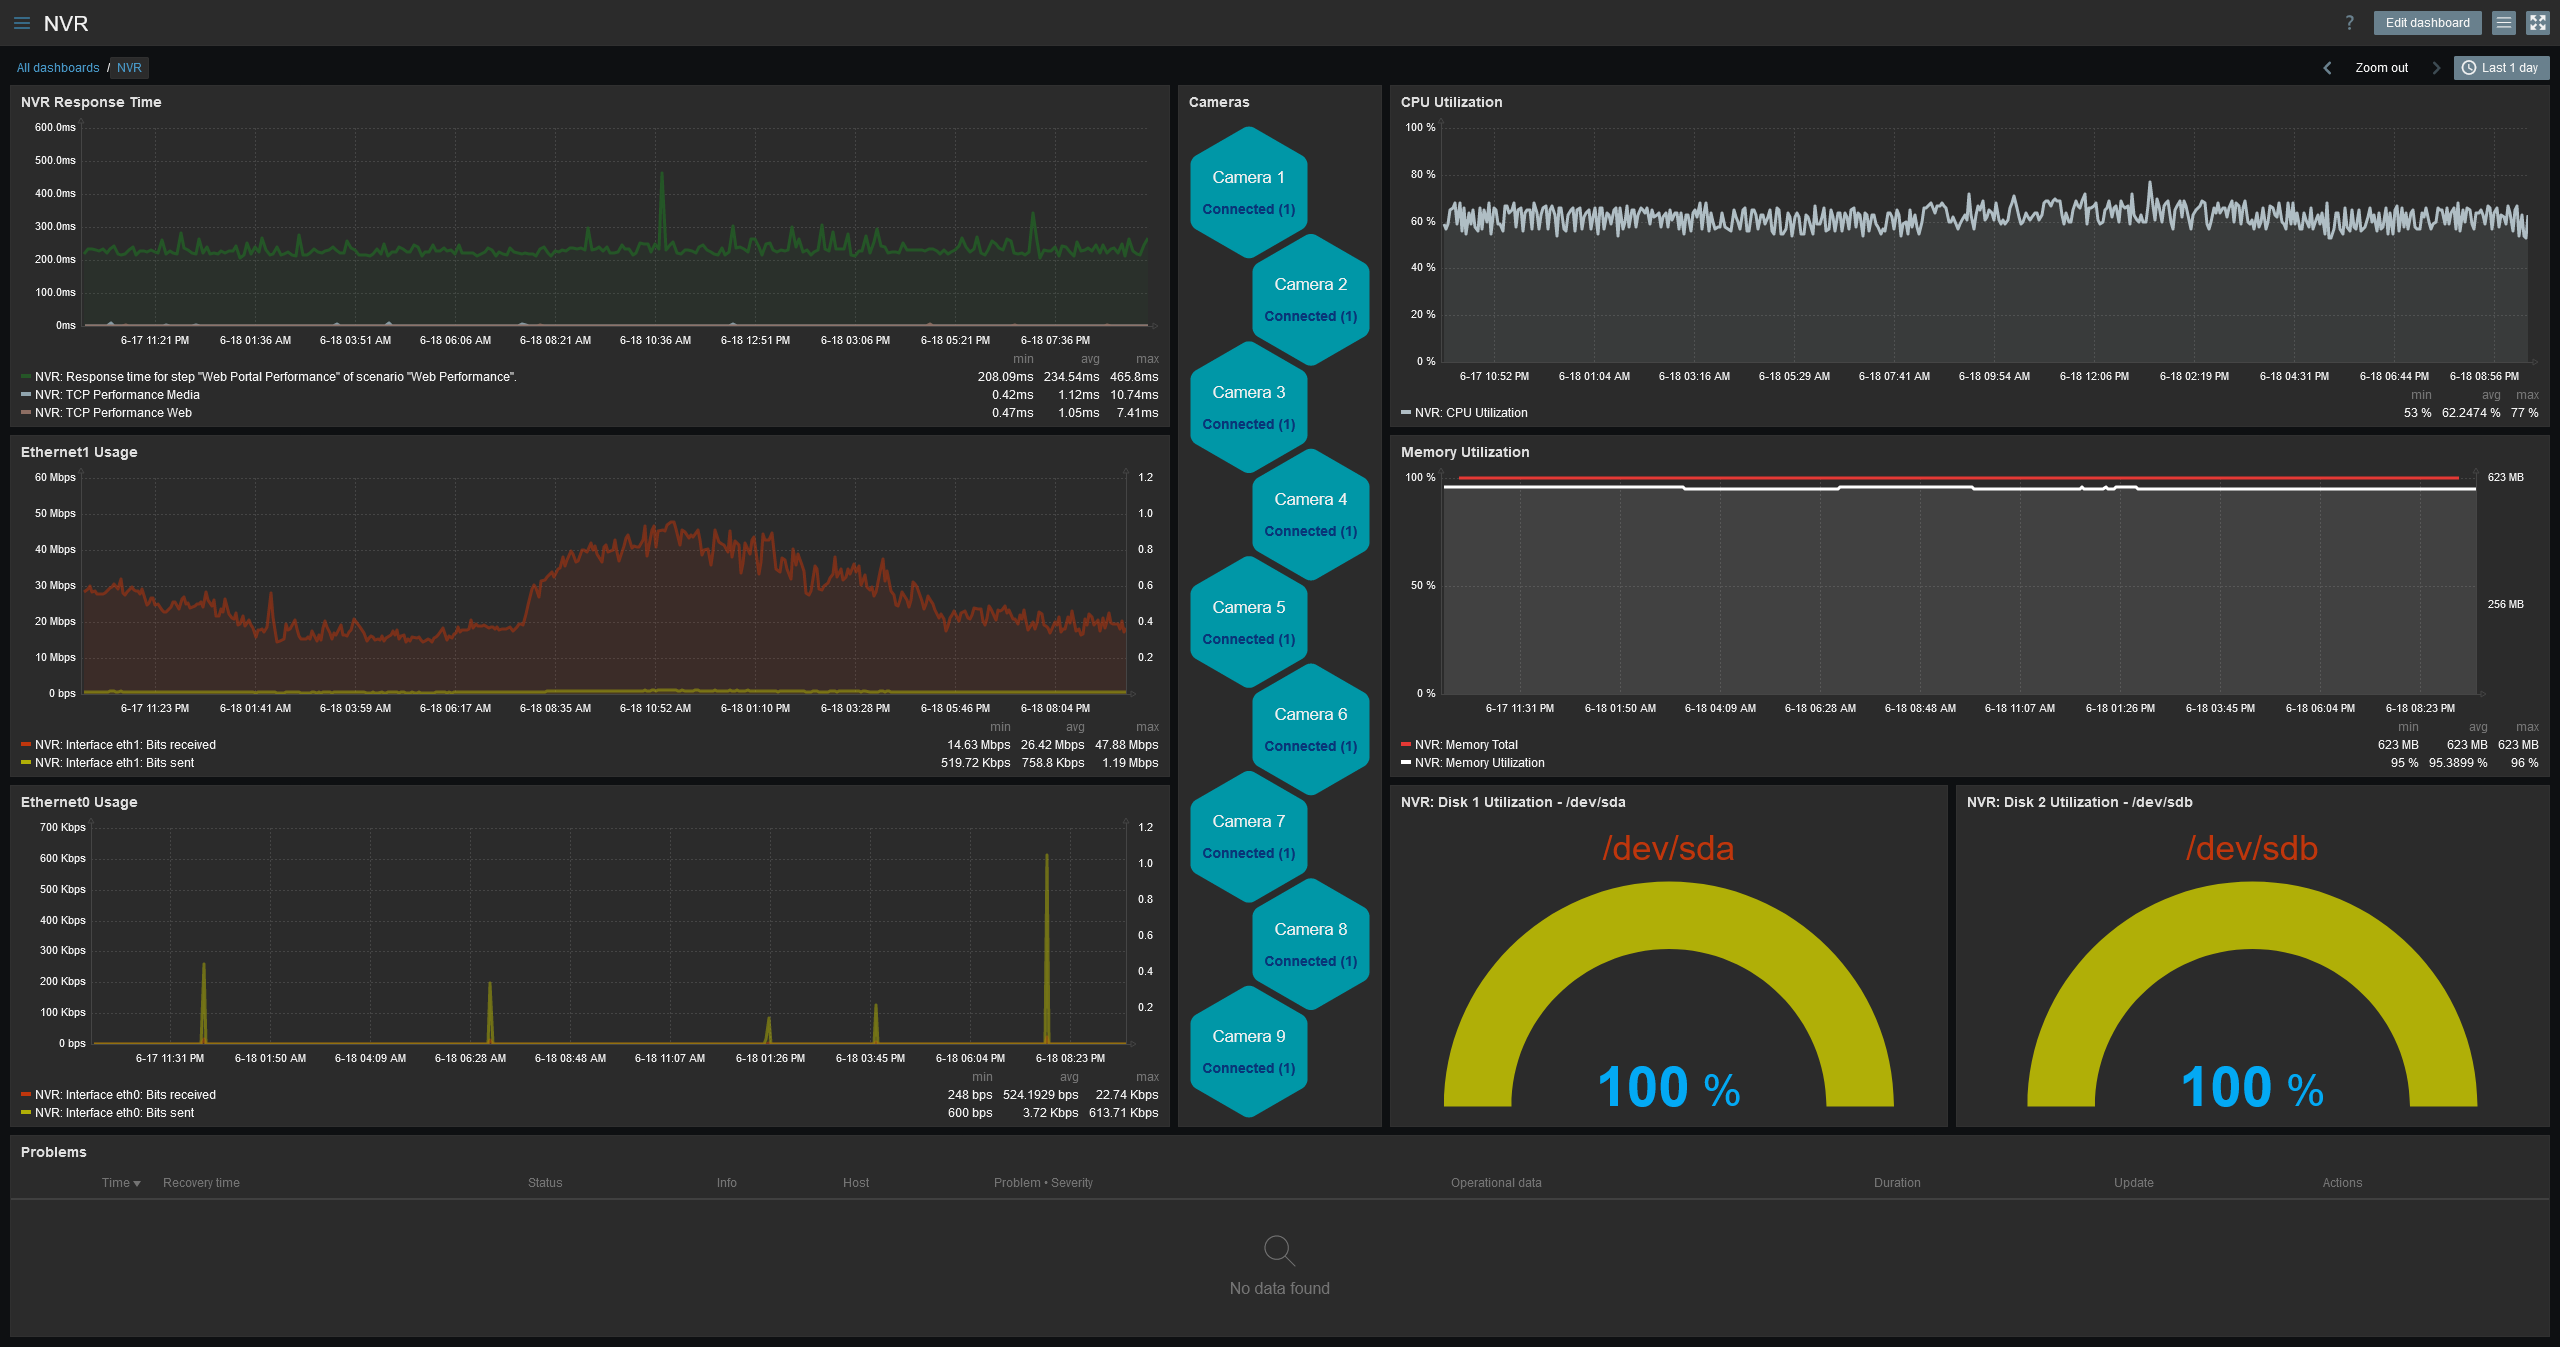 NVR
? Edit dashboard
All dashboards / NVR
Zoom out Last 1 day
NVR Response Time
600.0ms
500.0ms
400.0ms
300.0ms
200.0ms
100.0ms
0ms
6-17 11:21 PM 6-18 01:36 AM 6-18 03:51 AM 6-18 06:06 AM 6-18 08:21 AM 6-18 10:36 AM 6-18 12:51 PM 6-18 03:06 PM 6-18 05:21 PM 6-18 07:36 PM
min avg max
NVR: Response time for step "Web Portal Performance" of scenario "Web Performance". 208.09ms 234.54ms 465.8ms
NVR: TCP Performance Media 0.42ms 1.12ms 10.74ms
NVR: TCP Performance Web 0.47ms 1.05ms 7.41ms
Ethernet1 Usage
60 Mbps
50 Mbps
40 Mbps
30 Mbps
20 Mbps
10 Mbps
0 bps
1.2
1.0
0.8
0.6
0.4
0.2
6-17 11:23 PM 6-18 01:41 AM 6-18 03:59 AM 6-18 06:17 AM 6-18 08:35 AM 6-18 10:52 AM 6-18 01:10 PM 6-18 03:28 PM 6-18 05:46 PM 6-18 08:04 PM
min avg max
NVR: Interface eth1: Bits received 14.63 Mbps 26.42 Mbps 47.88 Mbps
NVR: Interface eth1: Bits sent 519.72 Kbps 758.8 Kbps 1.19 Mbps
Ethernet0 Usage
700 Kbps
600 Kbps
500 Kbps
400 Kbps
300 Kbps
200 Kbps
100 Kbps
0 bps
1.2
1.0
0.8
0.6
0.4
0.2
6-17 11:31 PM 6-18 01:50 AM 6-18 04:09 AM 6-18 06:28 AM 6-18 08:48 AM 6-18 11:07 AM 6-18 01:26 PM 6-18 03:45 PM 6-18 06:04 PM 6-18 08:23 PM
min avg max
NVR: Interface eth0: Bits received 248 bps 524.1929 bps 22.74 Kbps
NVR: Interface eth0: Bits sent 600 bps 3.72 Kbps 613.71 Kbps
Cameras
Camera 1
Connected (1)
Camera 2
Connected (1)
Camera 3
Connected (1)
Camera 4
Connected (1)
Camera 5
Connected (1)
Camera 6
Connected (1)
Camera 7
Connected (1)
Camera 8
Connected (1)
Camera 9
Connected (1)
CPU Utilization
100 %
80 %
60 %
40 %
20 %
0 %
6-17 10:52 PM 6-18 01:04 AM 6-18 03:16 AM 6-18 05:29 AM 6-18 07:41 AM 6-18 09:54 AM 6-18 12:06 PM 6-18 02:19 PM 6-18 04:31 PM 6-18 06:44 PM 6-18 08:56 PM
min avg max
NVR: CPU Utilization 53 % 62.2474 % 77 %
Memory Utilization
100 %
50 %
0 %
623 MB
256 MB
6-17 11:31 PM 6-18 01:50 AM 6-18 04:09 AM 6-18 06:28 AM 6-18 08:48 AM 6-18 11:07 AM 6-18 01:26 PM 6-18 03:45 PM 6-18 06:04 PM 6-18 08:23 PM
min avg max
NVR: Memory Total 623 MB 623 MB 623 MB
NVR: Memory Utilization 95 % 95.3899 % 96 %
NVR: Disk 1 Utilization - /dev/sda
/dev/sda
100 %
NVR: Disk 2 Utilization - /dev/sdb
/dev/sdb
100 %
Problems
Time Recovery time Status Info Host Problem • Severity Operational data Duration Update Actions
No data found